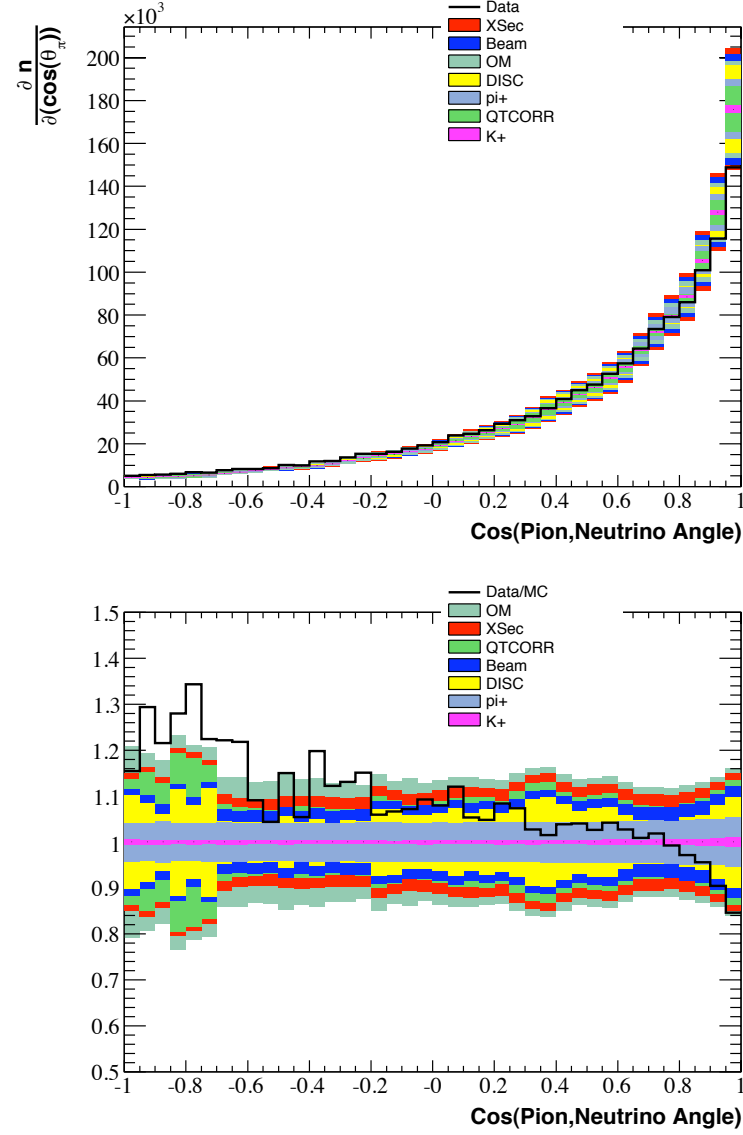 ×10³
∂ n
∂(cos(θ_π))
Data
XSec
Beam
OM
DISC
pi+
QTCORR
K+
200
180
160
140
120
100
80
60
40
20
0
-1 -0.8 -0.6 -0.4 -0.2 -0 0.2 0.4 0.6 0.8 1
Cos(Pion,Neutrino Angle)
Data/MC
OM
XSec
QTCORR
Beam
DISC
pi+
K+
1.5
1.4
1.3
1.2
1.1
1
0.9
0.8
0.7
0.6
0.5
-1 -0.8 -0.6 -0.4 -0.2 -0 0.2 0.4 0.6 0.8 1
Cos(Pion,Neutrino Angle)